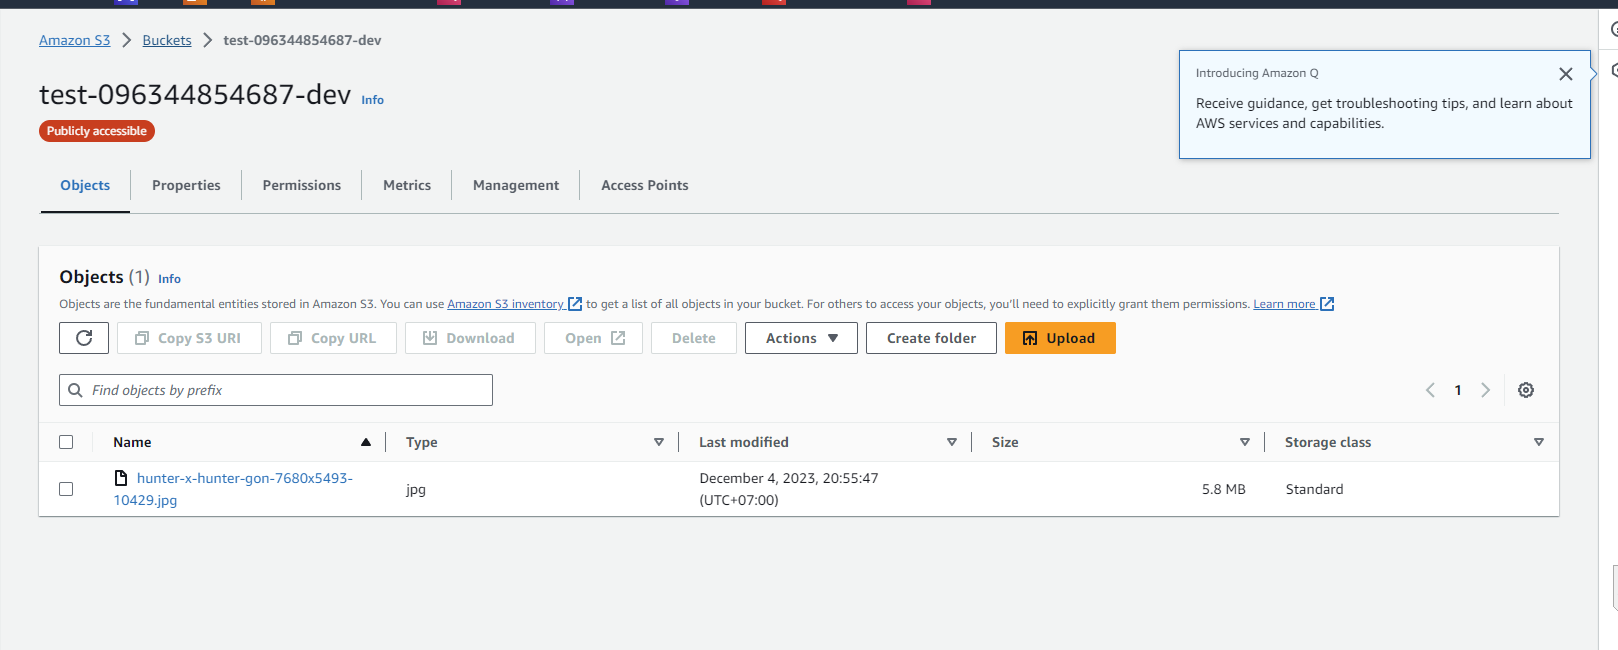 Amazon S3 > Buckets > test-096344854687-dev
test-096344854687-dev Info
Publicly accessible
Introducing Amazon Q
Receive guidance, get troubleshooting tips, and learn about
AWS services and capabilities.
Objects Properties Permissions Metrics Management Access Points
Objects (1) Info
Objects are the fundamental entities stored in Amazon S3. You can use Amazon S3 inventory to get a list of all objects in your bucket. For others to access your objects, you'll need to explicitly grant them permissions. Learn more
Copy S3 URI Copy URL Download Open Delete Actions Create folder Upload
Find objects by prefix
1
Name Type Last modified Size Storage class
hunter-x-hunter-gon-7680x5493-
10429.jpg
jpg
December 4, 2023, 20:55:47
(UTC+07:00)
5.8 MB
Standard